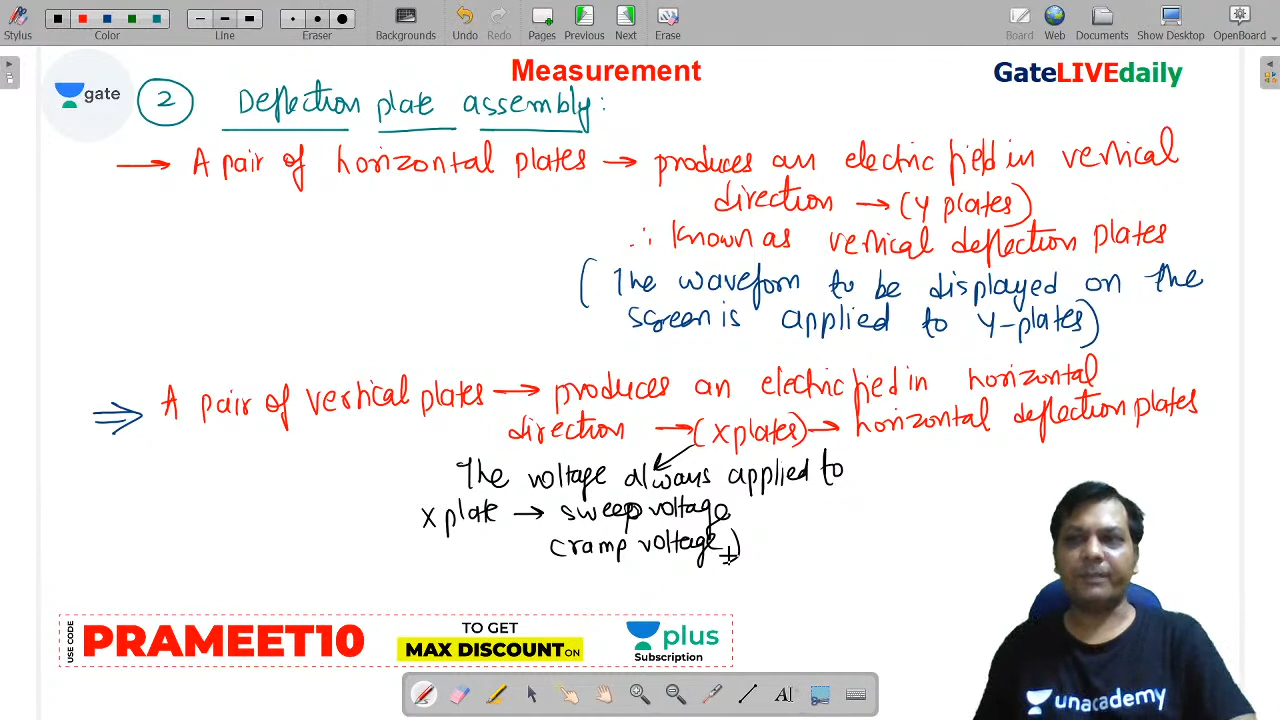 Stylus
Color
Line
Eraser
Backgrounds
Undo
Redo
Pages
Previous
Next
Erase
Board
Web
Documents
Show Desktop
OpenBoard
gate
Measurement
GateLIVEdaily
2 Deflection plate assembly:
→ A pair of horizontal plates → produces an electric field in vertical
direction → (Y plates)
∴ Known as vertical deflection plates
(The waveform to be displayed on the
screen is applied to Y-plates)
⇒ A pair of vertical plates → produces an electric fied in horizontal
direction → (X plates) → horizontal deflection plates
The voltage always applied to
X plate → sweep voltage
(ramp voltage)
USE CODE
PRAMEET10
TO GET
MAX DISCOUNT ON
plus
Subscription
unacademy